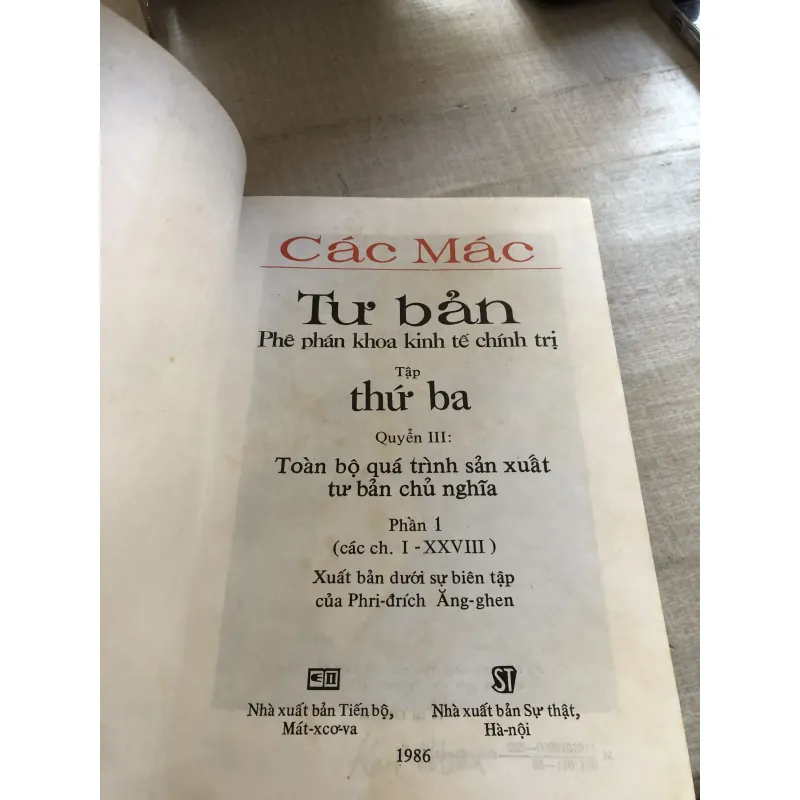 Các Mác
Tư bản
Phê phán khoa kinh tế chính trị
Tập
thứ ba
Quyển III:
Toàn bộ quá trình sản xuất
tư bản chủ nghĩa
Phần 1
(các ch. I - XXVIII)
Xuất bản dưới sự biên tập
của Phri-đrích Ăng-ghen
ST
Nhà xuất bản Tiến bộ,
Mát-xcơ-va
Nhà xuất bản Sự thật,
Hà-nội
1986